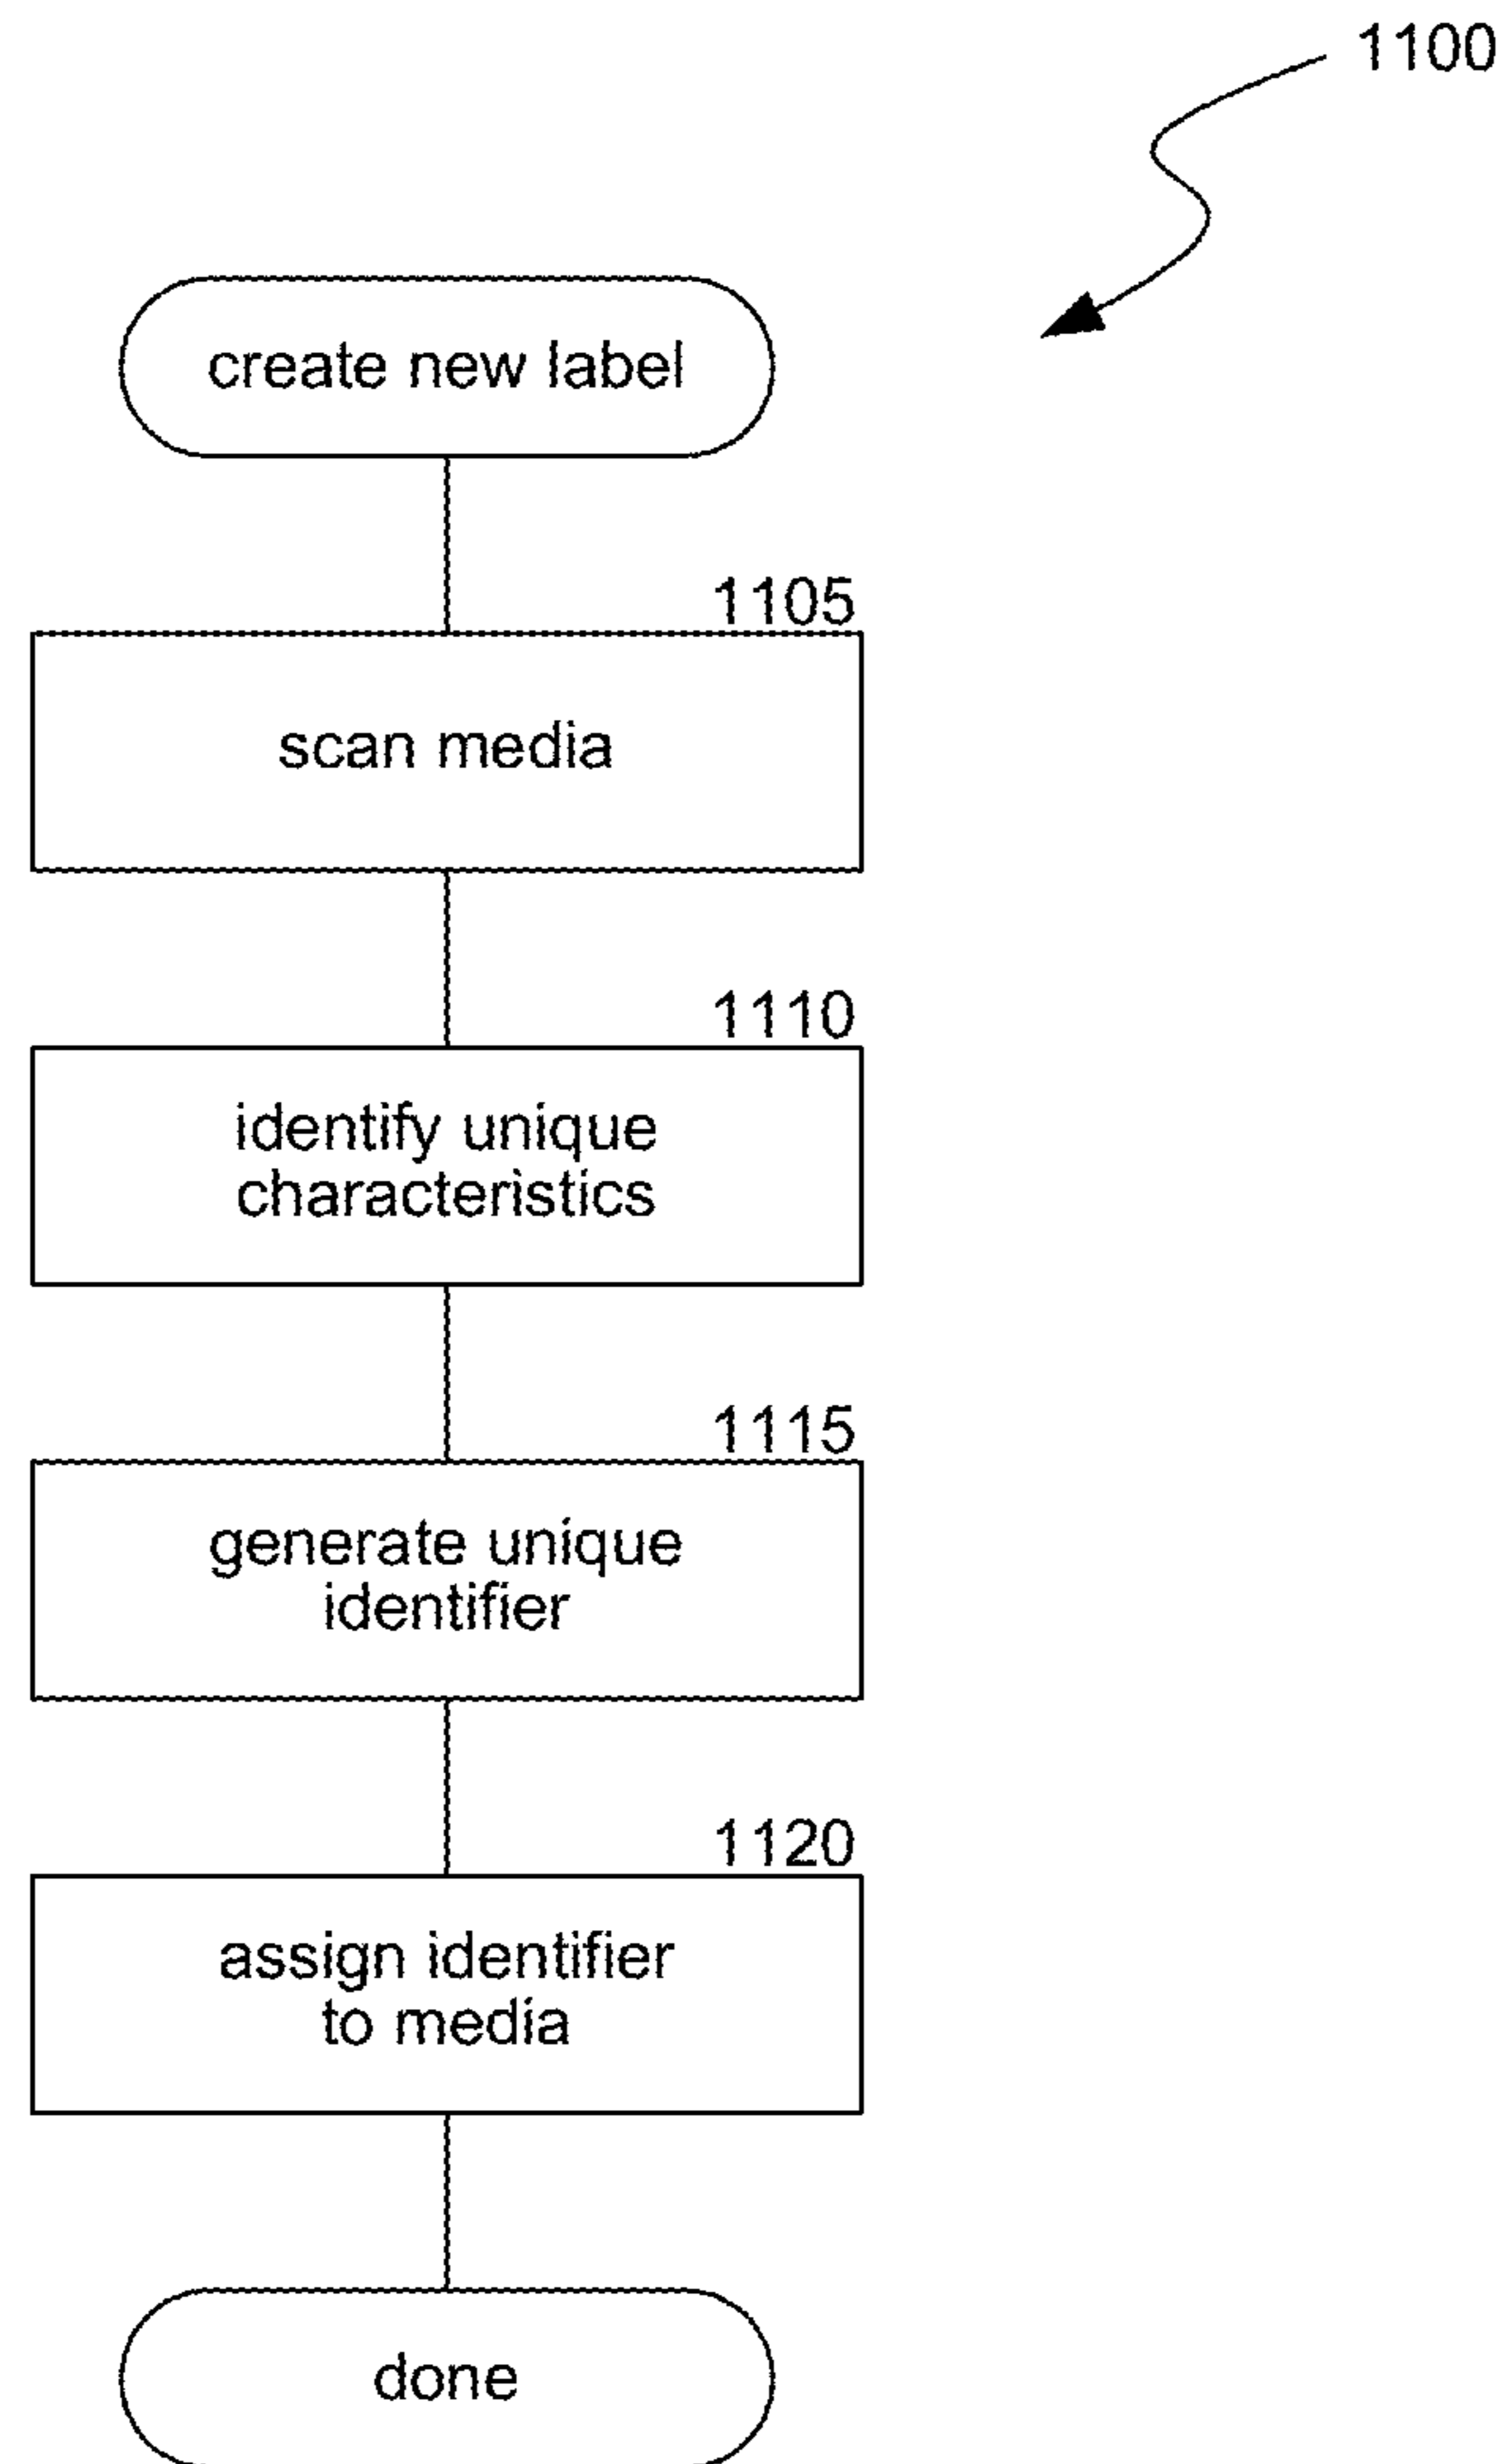 1100
create new label
1105
scan media
1110
identify unique
characteristics
1115
generate unique
identifier
1120
assign identifier
to media
done